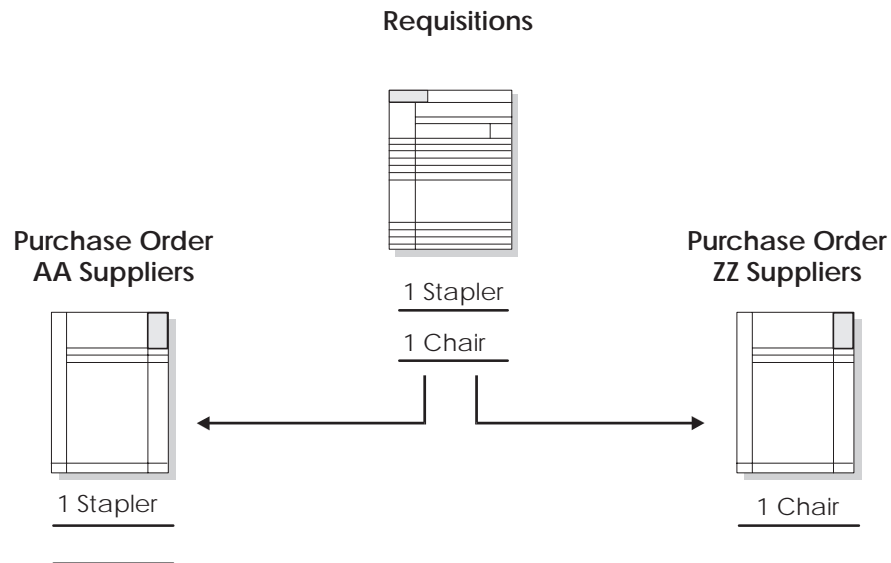 Requisitions
Purchase Order
AA Suppliers
Purchase Order
ZZ Suppliers
1 Stapler
1 Chair
1 Stapler
1 Chair